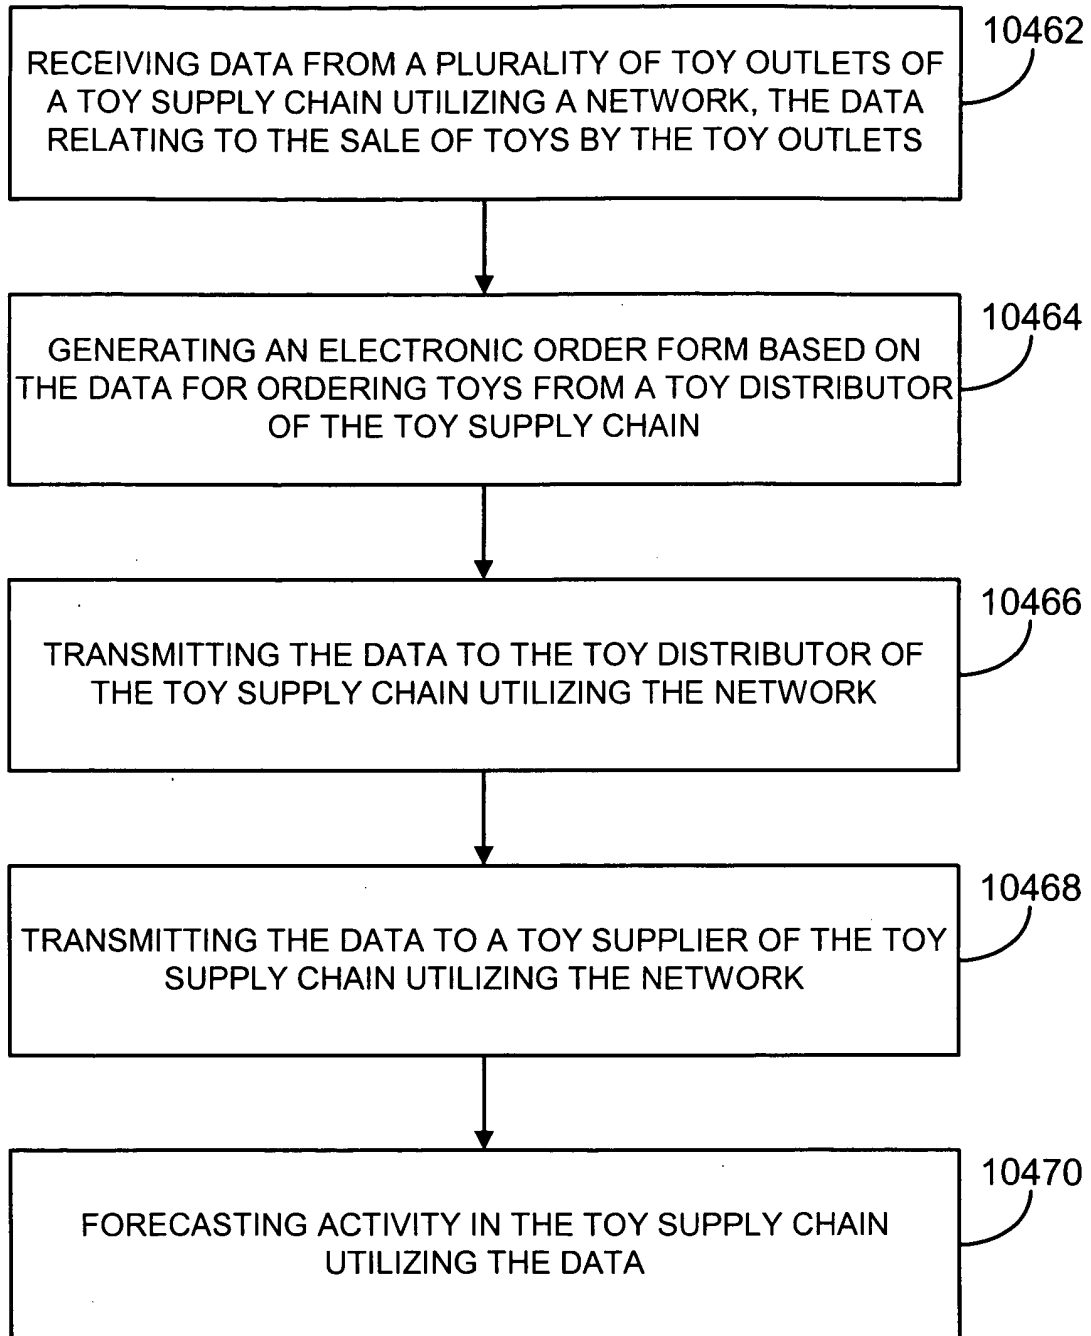 10462
RECEIVING DATA FROM A PLURALITY OF TOY OUTLETS OF
A TOY SUPPLY CHAIN UTILIZING A NETWORK, THE DATA
RELATING TO THE SALE OF TOYS BY THE TOY OUTLETS
10464
GENERATING AN ELECTRONIC ORDER FORM BASED ON
THE DATA FOR ORDERING TOYS FROM A TOY DISTRIBUTOR
OF THE TOY SUPPLY CHAIN
10466
TRANSMITTING THE DATA TO THE TOY DISTRIBUTOR OF
THE TOY SUPPLY CHAIN UTILIZING THE NETWORK
10468
TRANSMITTING THE DATA TO A TOY SUPPLIER OF THE TOY
SUPPLY CHAIN UTILIZING THE NETWORK
10470
FORECASTING ACTIVITY IN THE TOY SUPPLY CHAIN
UTILIZING THE DATA